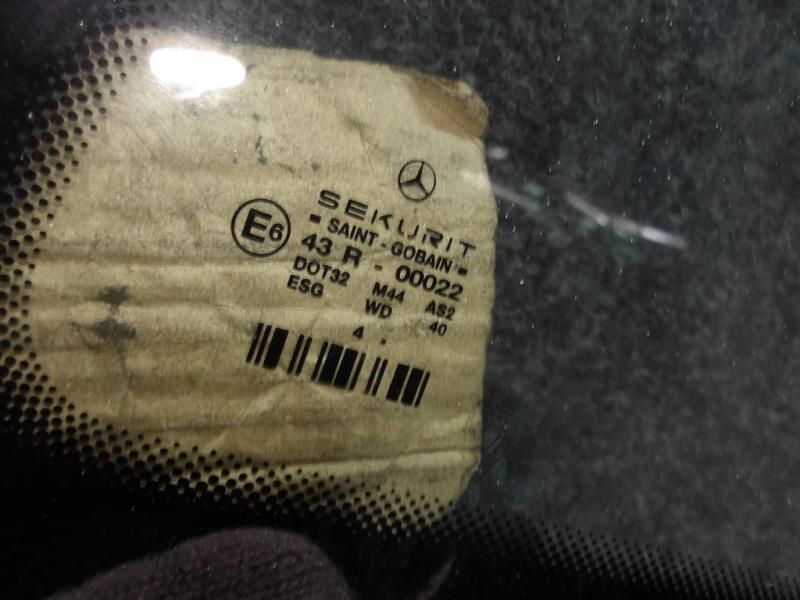 SEKURIT
SAINT-GOBAIN
E6
43 R - 00022
DOT32 M44 AS2
ESG WD 40
4 .